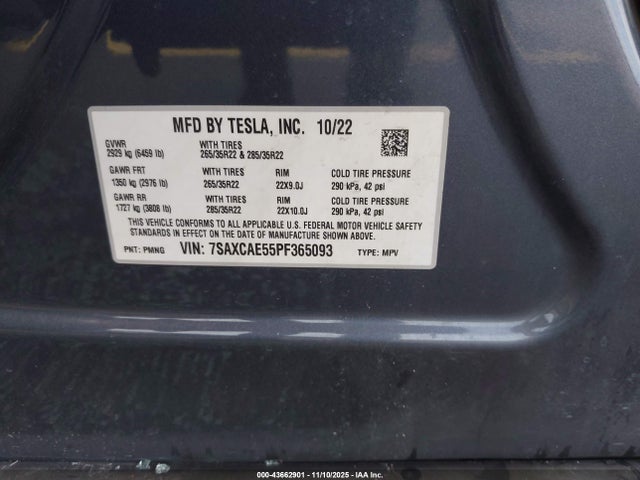 MFD BY TESLA, INC. 10/22
GVWR WITH TIRES
2929 kg (6459 lb) 265/35R22 & 285/35R22
GAWR FRT WITH TIRES RIM COLD TIRE PRESSURE
1350 kg (2976 lb) 265/35R22 22X9.0J 290 kPa, 42 psi
GAWR RR WITH TIRES RIM COLD TIRE PRESSURE
1727 kg (3808 lb) 285/35R22 22X10.0J 290 kPa, 42 psi
THIS VEHICLE CONFORMS TO ALL APPLICABLE U.S. FEDERAL MOTOR VEHICLE SAFETY
STANDARDS IN EFFECT ON THE DATE OF MANUFACTURE SHOWN ABOVE.
PNT: PMNG VIN: 7SAXCAE55PF365093 TYPE: MPV
000-43662901 - 11/10/2025 - IAA Inc.